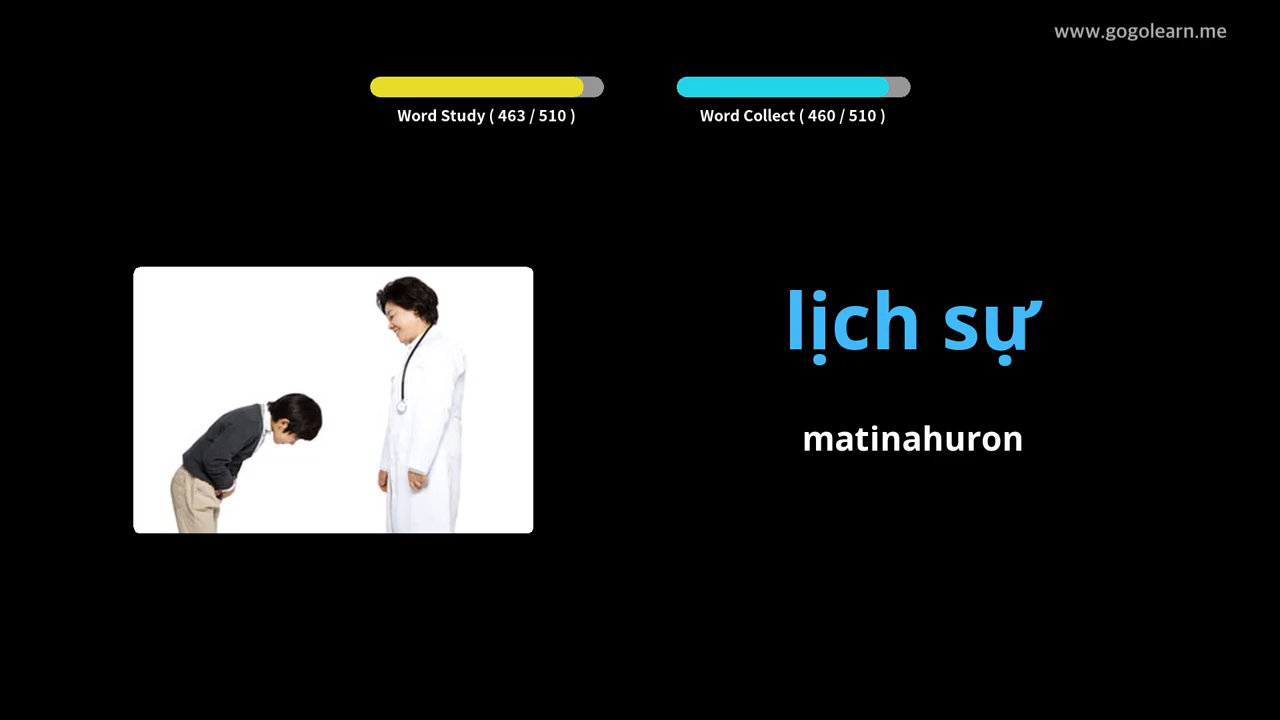 www.gogolearn.me
Word Study ( 463 / 510 )
Word Collect ( 460 / 510 )
lịch sự
matinahuron